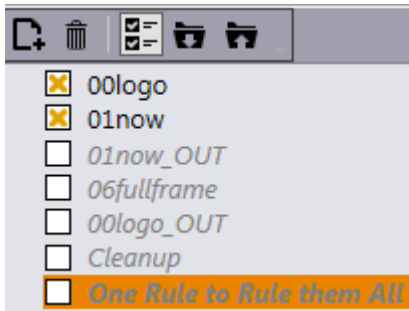 00logo
01now
01now_OUT
06fullframe
00logo_OUT
Cleanup
One Rule to Rule them All